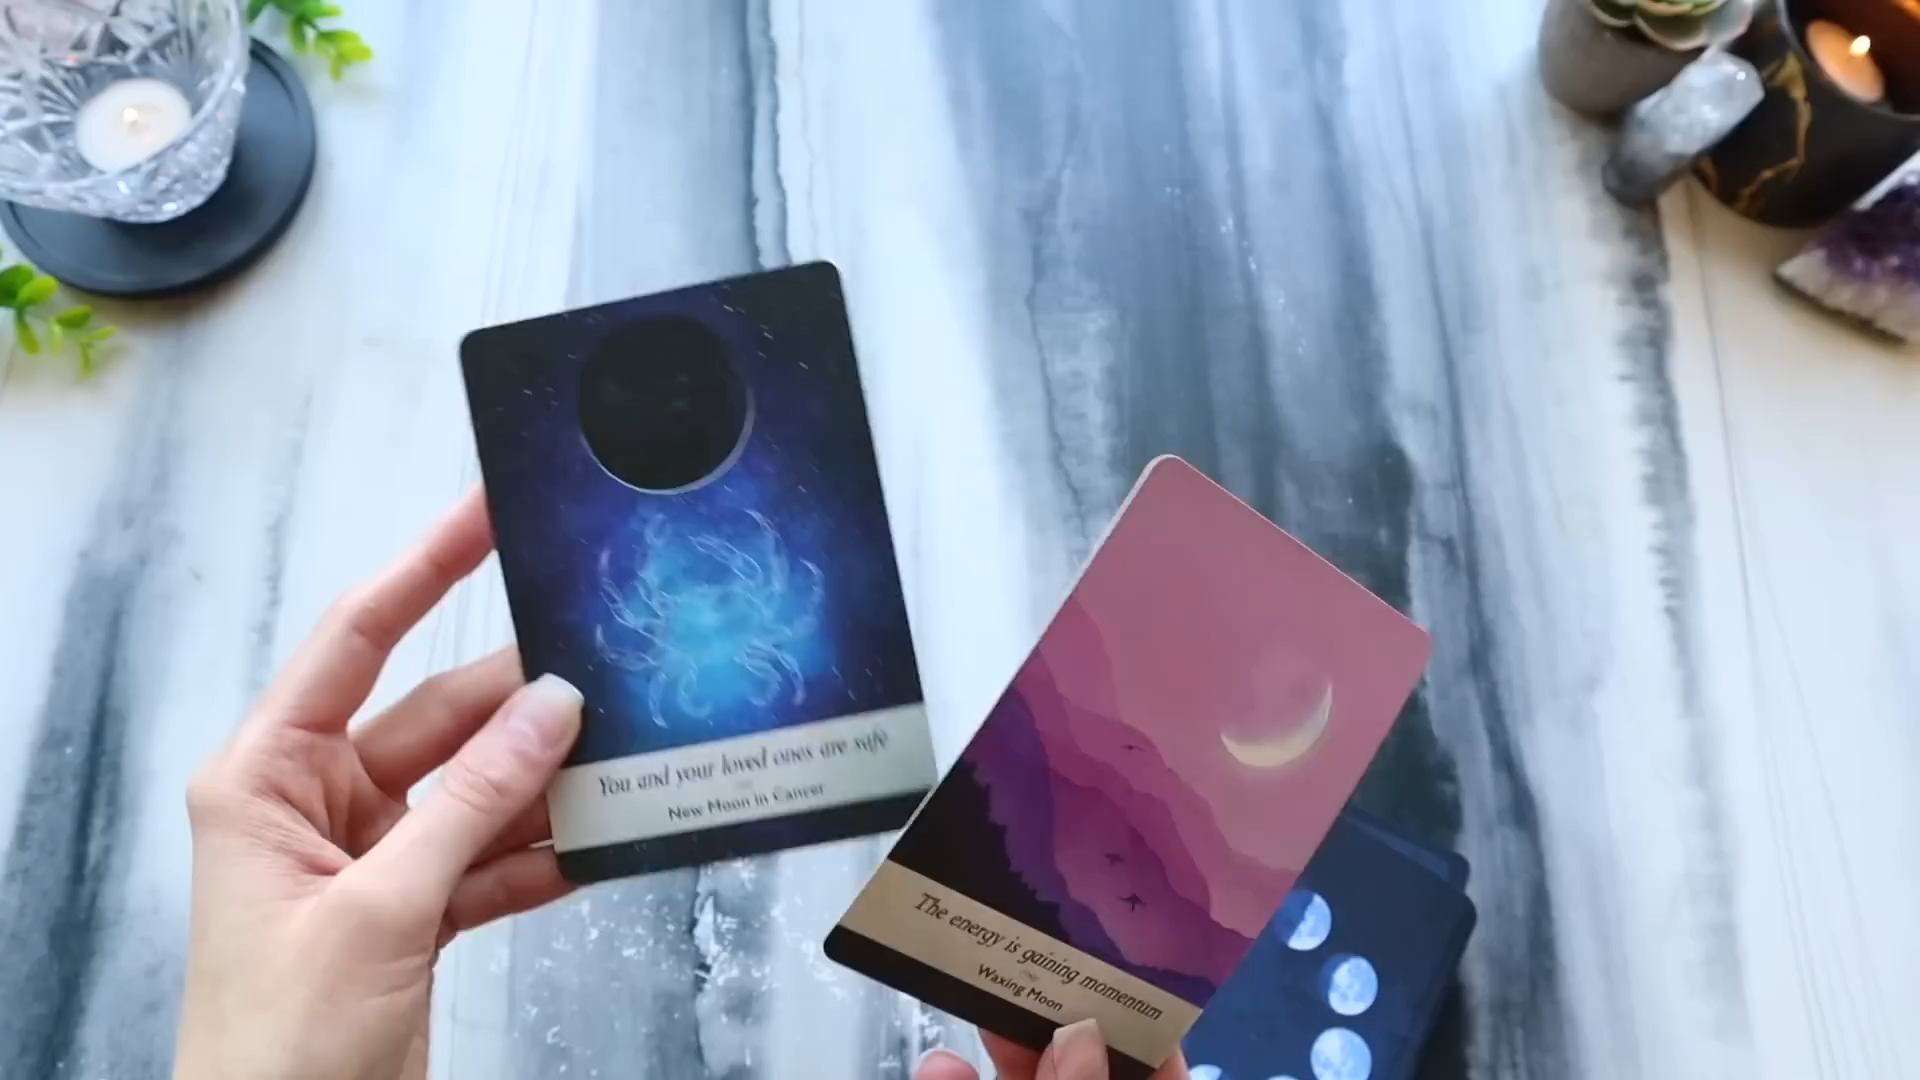 You and your loved ones are safe
New Moon in Cancer
The energy is gaining momentum
Waxing Moon